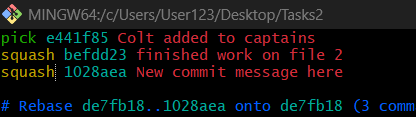 MINGW64:/c/Users/User123/Desktop/Tasks2
pick e441f85 Colt added to captains
squash befdd23 finished work on file 2
squash 1028aea New commit message here
# Rebase de7fb18..1028aea onto de7fb18 (3 comm